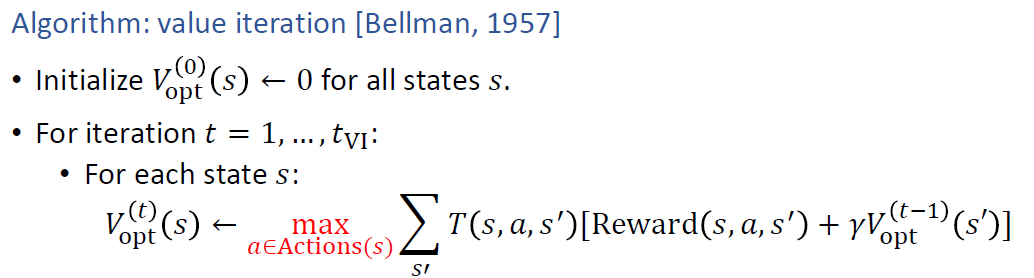 Algorithm: value iteration [Bellman, 1957]
• Initialize V_opt^(0)(s) ← 0 for all states s.
• For iteration t = 1, …, t_VI:
• For each state s:
V_opt^(t)(s) ← max_{a∈Actions(s)} ∑_{s′} T(s, a, s′)[Reward(s, a, s′) + γV_opt^(t−1)(s′)]